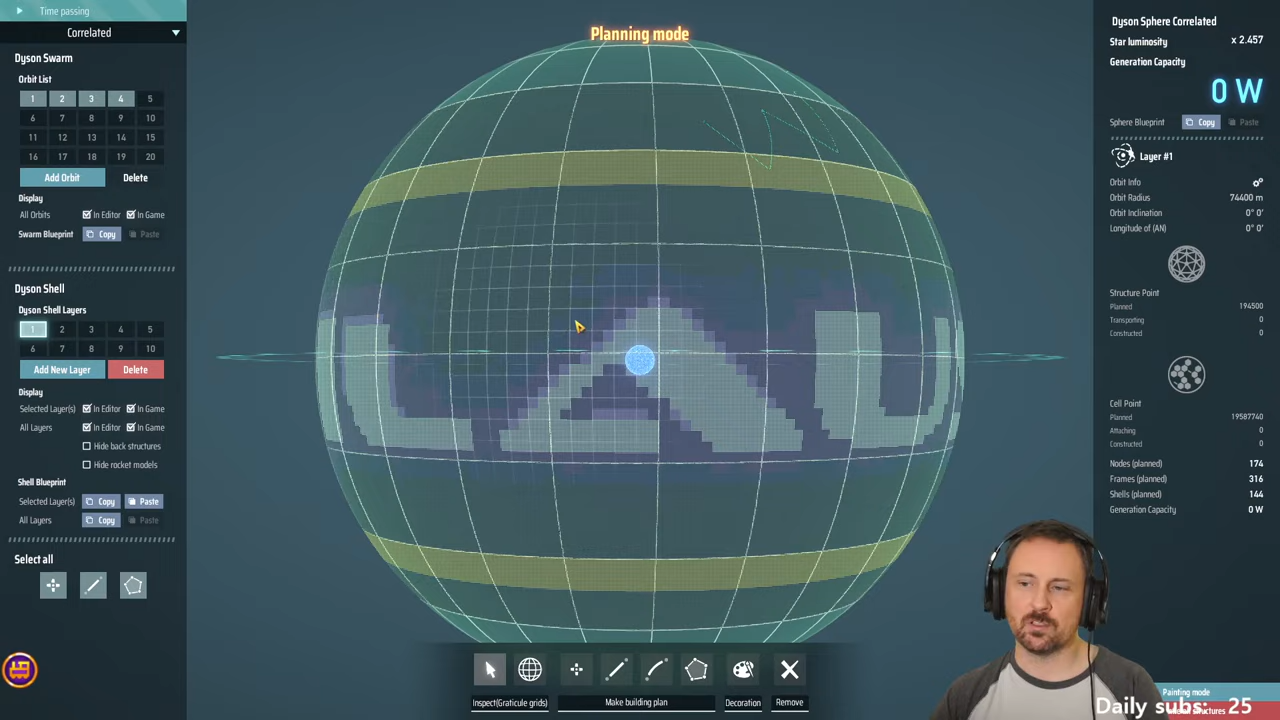 Time passing
Correlated
Dyson Swarm
Orbit List
1 2 3 4 5
6 7 8 9 10
11 12 13 14 15
16 17 18 19 20
Add Orbit Delete
Display
All Orbits In Editor In Game
Swarm Blueprint Copy Paste
Dyson Shell
Dyson Shell Layers
1 2 3 4 5
6 7 8 9 10
Add New Layer Delete
Display
Selected Layer(s) In Editor In Game
All Layers In Editor In Game
Hide back structures
Hide rocket models
Shell Blueprint
Selected Layer(s) Copy Paste
All Layers Copy Paste
Select all
Planning mode
Inspect(Graticule grids) Make building plan Decoration Remove
Dyson Sphere Correlated
Star luminosity x 2.457
Generation Capacity
0 W
Sphere Blueprint Copy Paste
Layer #1
Orbit Info
Orbit Radius 74400 m
Orbit Inclination 0° 0'
Longitude of (AN) 0° 0'
Structure Point
Planned 194500
Transporting 0
Constructed 0
Cell Point
Planned 19587740
Attaching 0
Constructed 0
Nodes (planned) 174
Frames (planned) 316
Shells (planned) 144
Generation Capacity 0 W
Painting mode
Daily subs: 25
structures